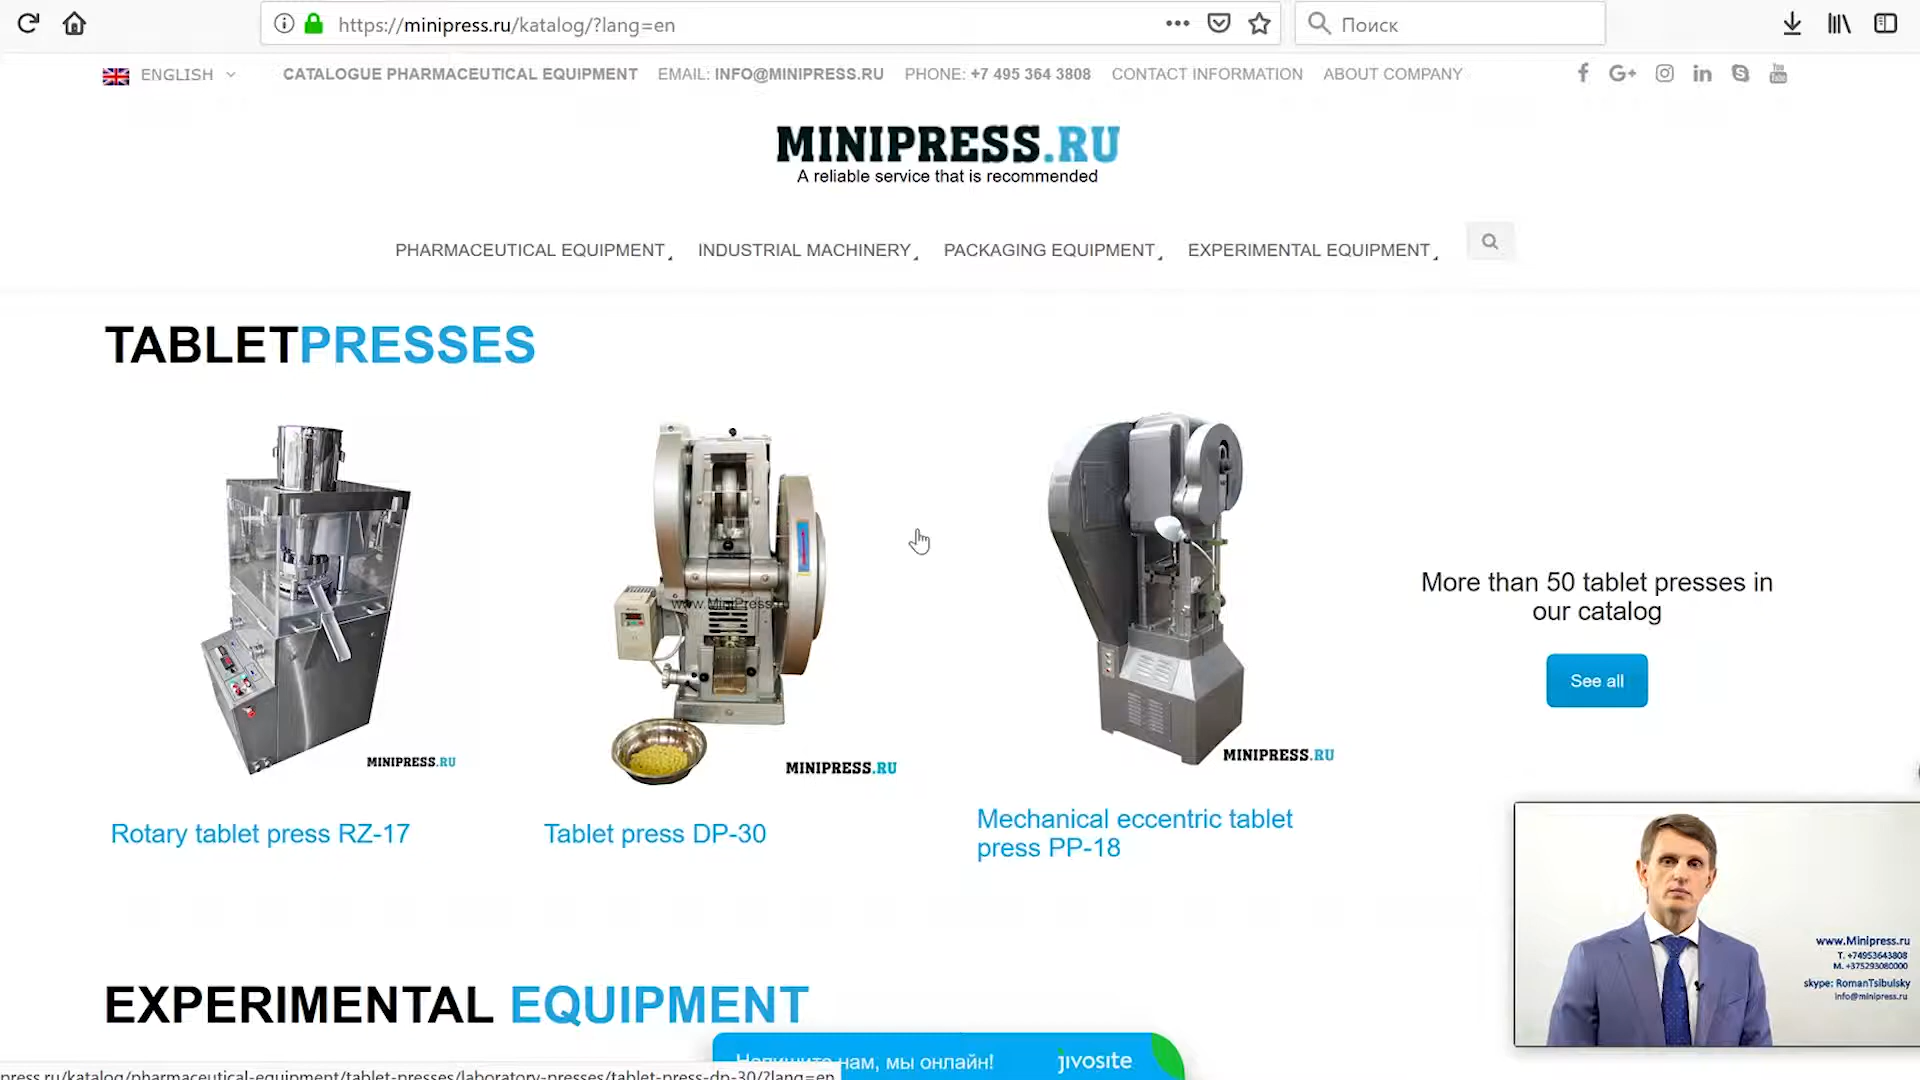 https://minipress.ru/katalog/?lang=en
Поиск
ENGLISH
CATALOGUE PHARMACEUTICAL EQUIPMENT
EMAIL: INFO@MINIPRESS.RU
PHONE: +7 495 364 3808
CONTACT INFORMATION
ABOUT COMPANY
You
MINIPRESS.RU
A reliable service that is recommended
PHARMACEUTICAL EQUIPMENT
INDUSTRIAL MACHINERY
PACKAGING EQUIPMENT
EXPERIMENTAL EQUIPMENT
TABLETPRESSES
www.MiniPress.ru
MINIPRESS.RU
MINIPRESS.RU
MINIPRESS.RU
Rotary tablet press RZ-17
Tablet press DP-30
Mechanical eccentric tablet
press PP-18
More than 50 tablet presses in
our catalog
See all
www.Minipress.ru
T. +74953643808
M. +375293080000
skype: RomanTsibulsky
info@minipress.ru
EXPERIMENTAL EQUIPMENT
Напишите нам, мы онлайн!
jivosite
press.ru/katalog/pharmaceutical-equipment/tablet-presses/laboratory-presses/tablet-press-dp-30/?lang=en